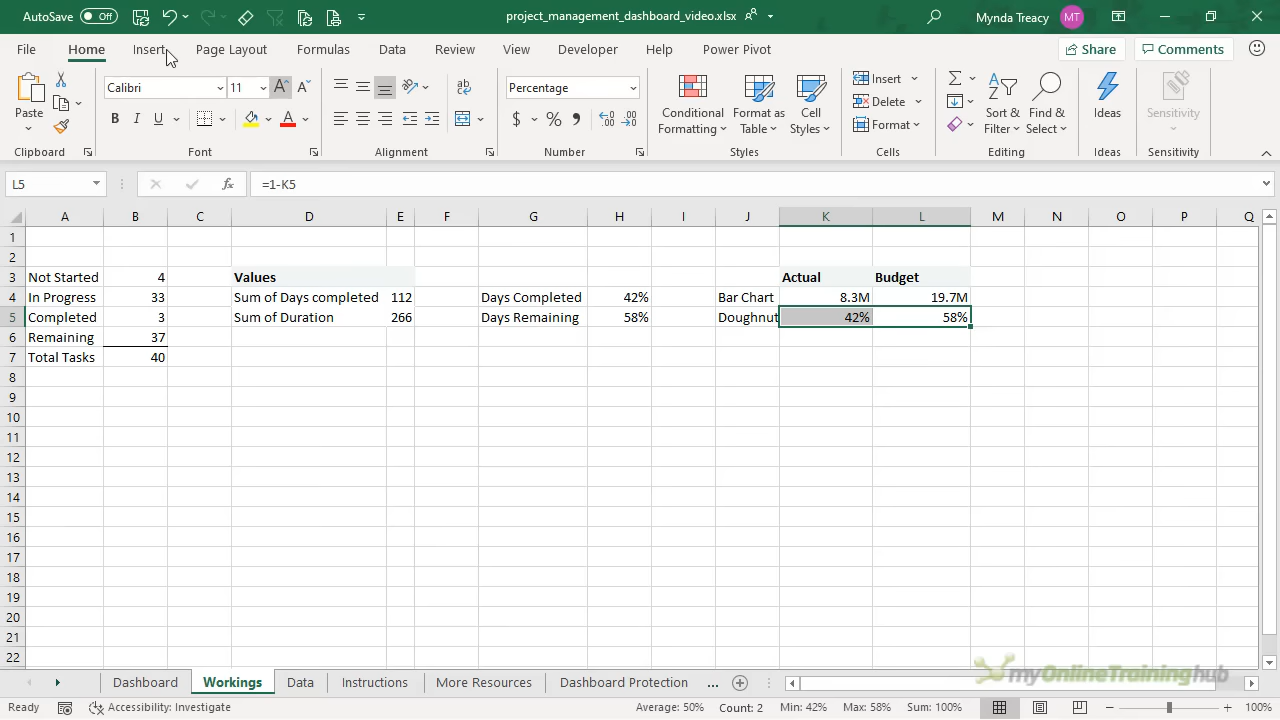 AutoSave Off project_management_dashboard_video.xlsx Mynda Treacy MT
File Home Insert Page Layout Formulas Data Review View Developer Help Power Pivot Share Comments
Paste
Calibri 11 A A
B I U A
ab
Percentage
$ % 9
Conditional Formatting
Format as Table
Cell Styles
Insert
Delete
Format
Sort & Filter
Find & Select
Ideas
Sensitivity
Clipboard Font Alignment Number Styles Cells Editing Ideas Sensitivity
L5 fx =1-K5
A B C D E F G H I J K L M N O P Q
1
2
3 Not Started 4 Values Actual Budget
4 In Progress 33 Sum of Days completed 112 Days Completed 42% Bar Chart 8.3M 19.7M
5 Completed 3 Sum of Duration 266 Days Remaining 58% Doughnut 42% 58%
6 Remaining 37
7 Total Tasks 40
8
9
10
11
12
13
14
15
16
17
18
19
20
21
22
Dashboard Workings Data Instructions More Resources Dashboard Protection ...
myOnlineTraininghub
Ready Accessibility: Investigate Average: 50% Count: 2 Min: 42% Max: 58% Sum: 100% 100%